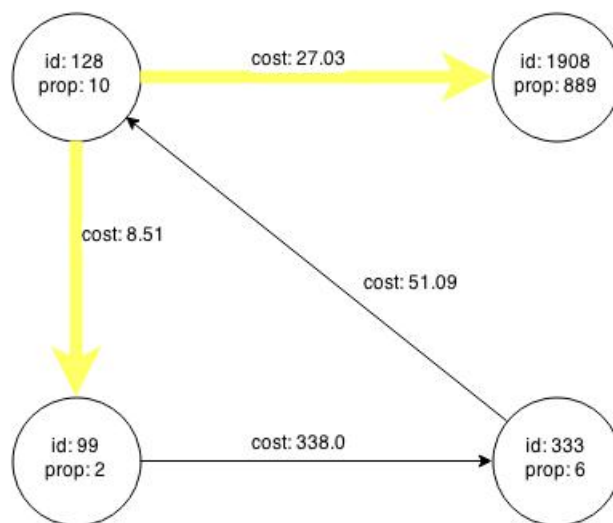 id: 128
prop: 10
cost: 27.03
id: 1908
prop: 889
cost: 8.51
cost: 51.09
id: 99
prop: 2
cost: 338.0
id: 333
prop: 6